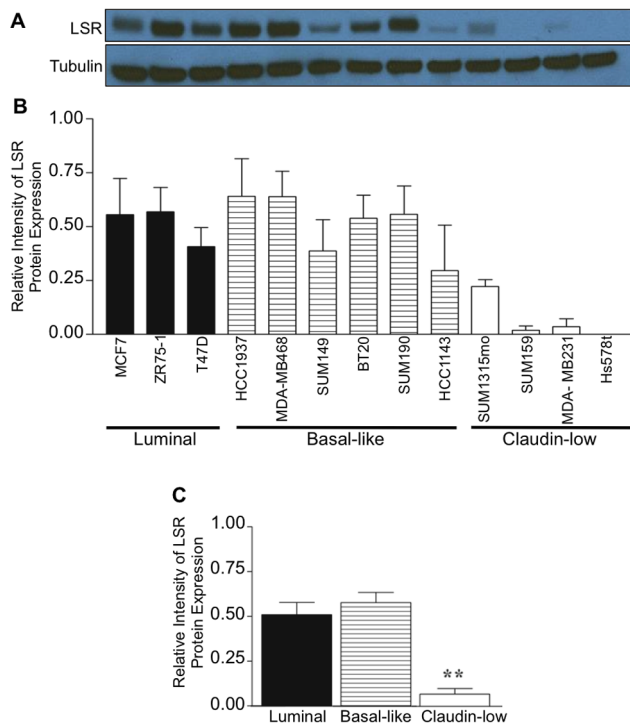 A
LSR
Tubulin
B
Relative Intensity of LSR
Protein Expression
1.00
0.75
0.50
0.25
0.00
MCF7
ZR75-1
T47D
HCC1937
MDA-MB468
SUM149
BT20
SUM190
HCC1143
SUM1315mo
SUM159
MDA- MB231
Hs578t
Luminal
Basal-like
Claudin-low
C
Relative Intensity of LSR
Protein Expression
1.00
0.75
0.50
0.25
0.00
**
Luminal
Basal-like
Claudin-low